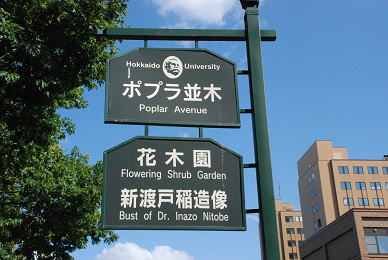 Hokkaido University
ポプラ並木
Poplar Avenue
花木園
Flowering Shrub Garden
新渡戸稲造像
Bust of Dr. Inazo Nitobe